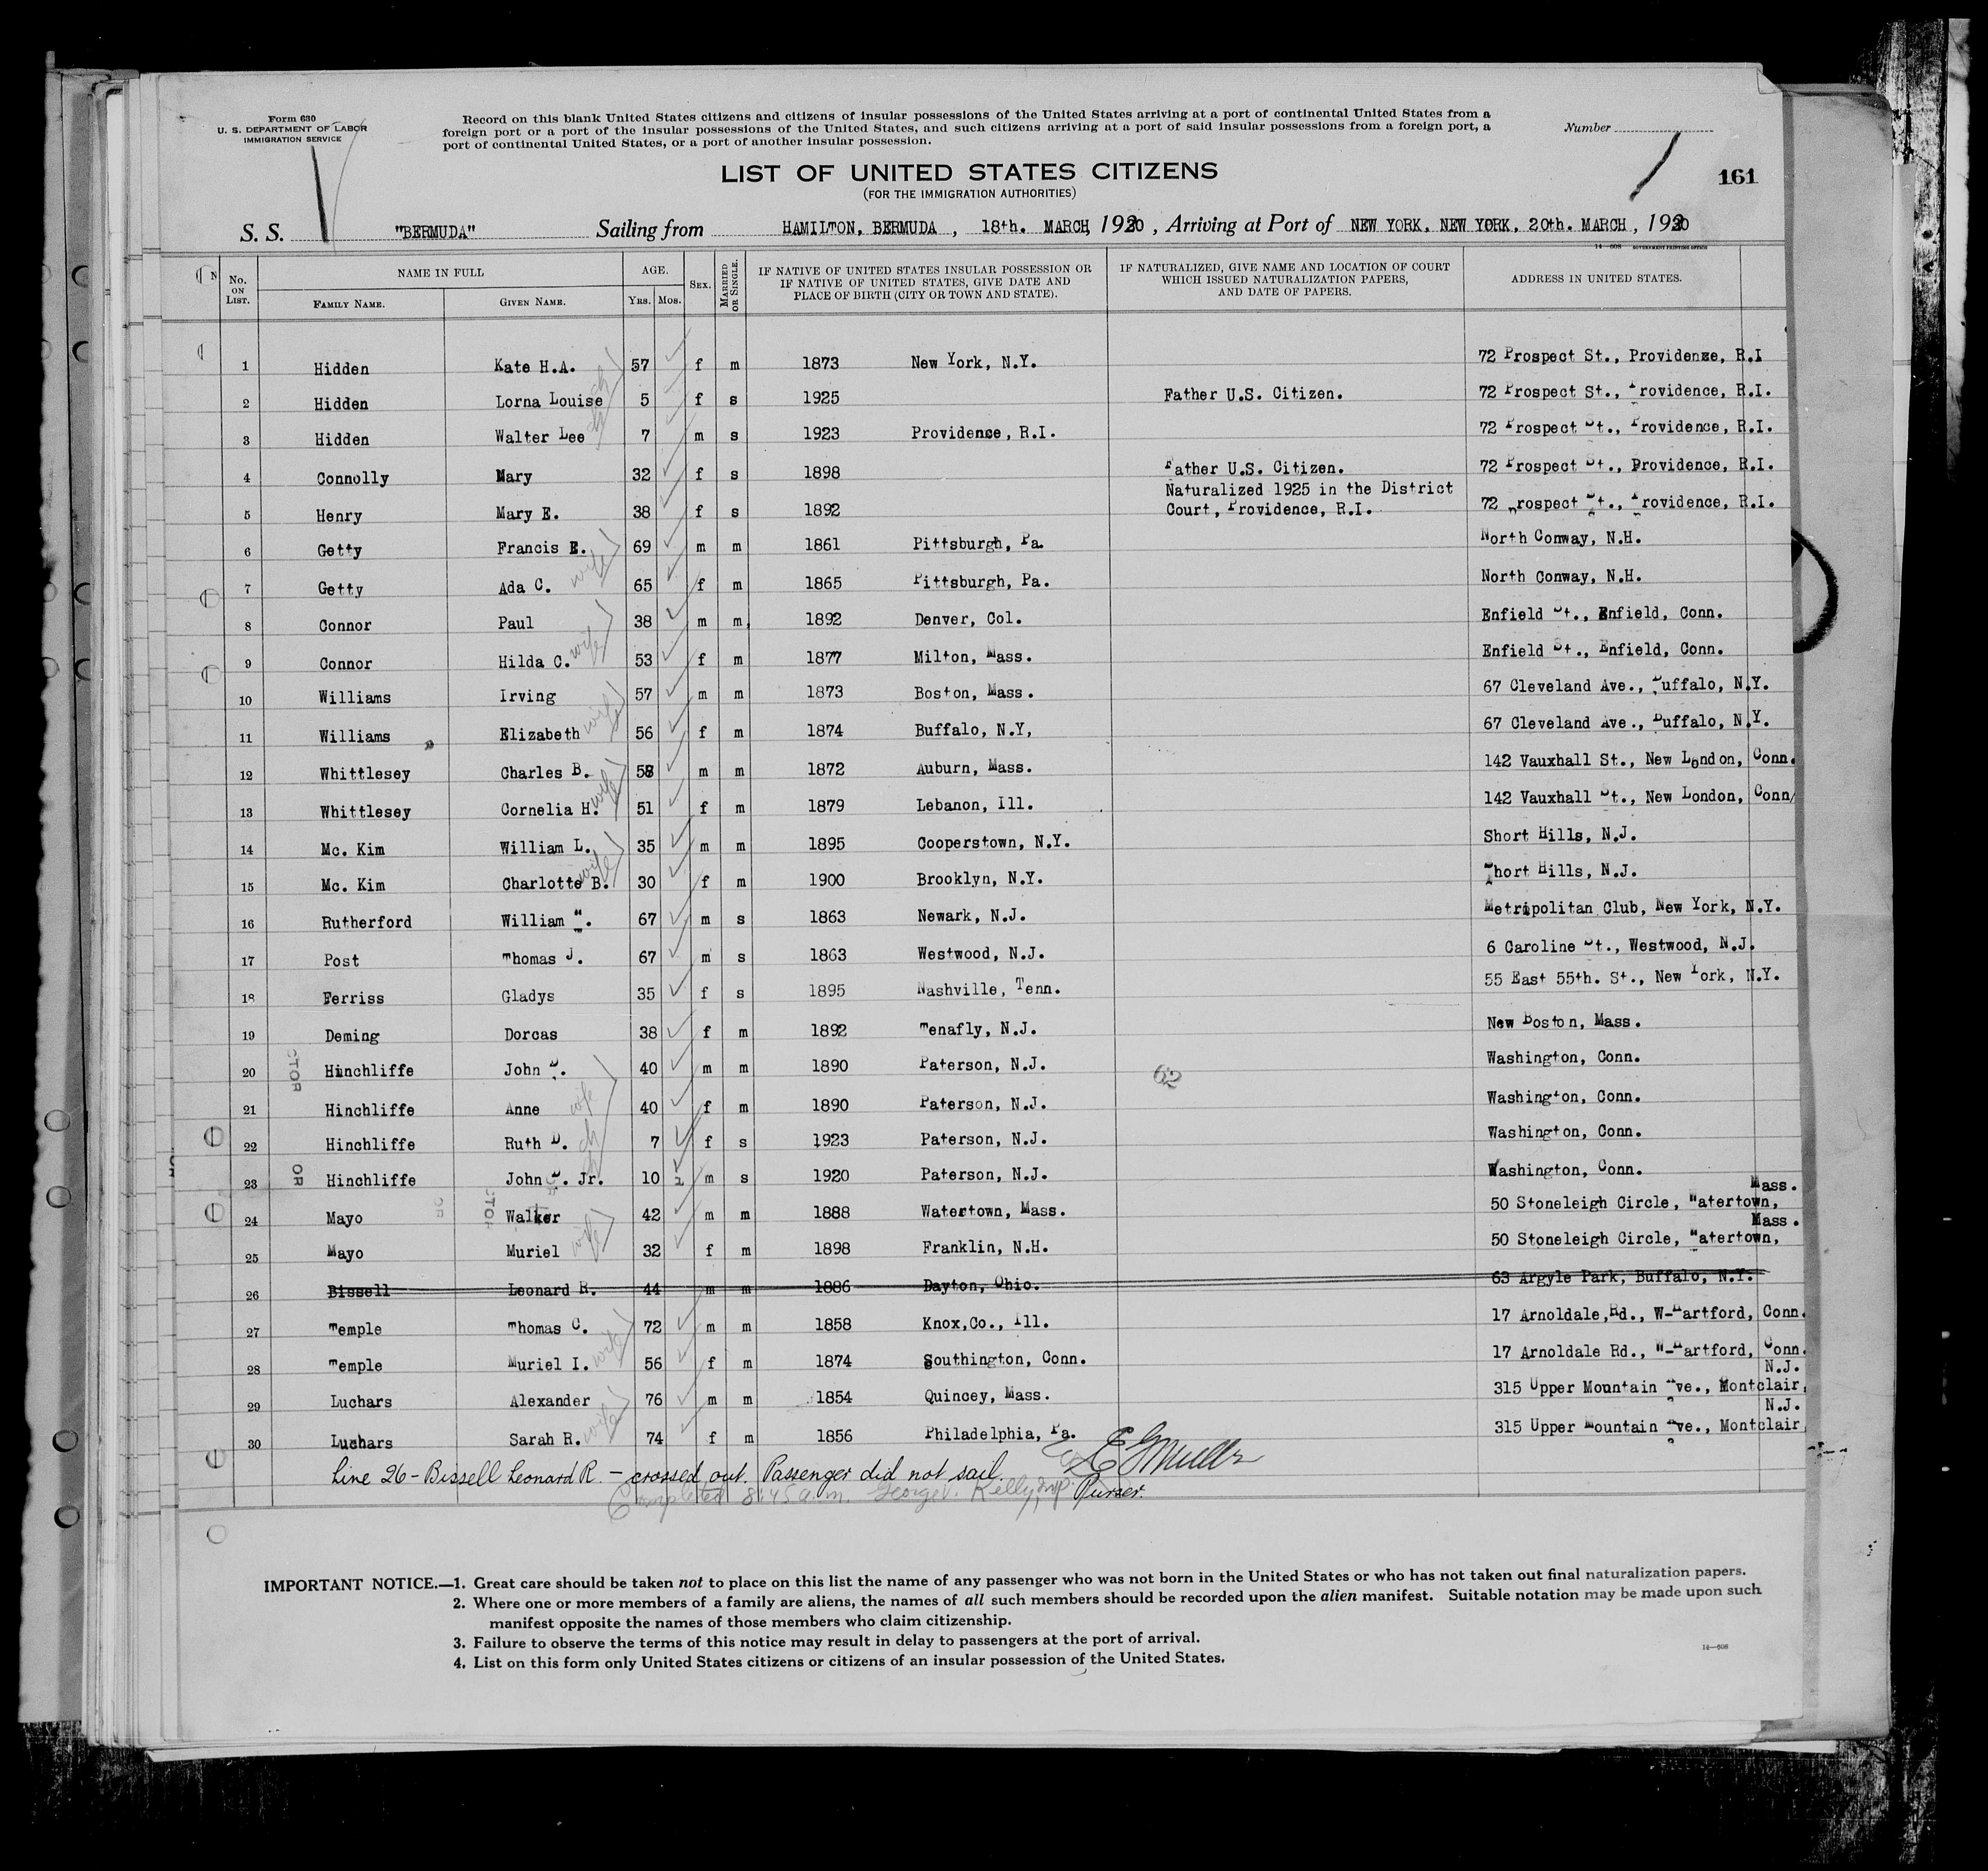 Form 630
U. S. DEPARTMENT OF LABOR
IMMIGRATION SERVICE
Record on this blank United States citizens and citizens of insular possessions of the United States arriving at a port of continental United States from a
foreign port or a port of the insular possessions of the United States, and such citizens arriving at a port of said insular possessions from a foreign port, a
port of continental United States, or a port of another insular possession.
Number
LIST OF UNITED STATES CITIZENS
(FOR THE IMMIGRATION AUTHORITIES)
161
S. S. "BERMUDA" Sailing from HAMILTON, BERMUDA , 18th. MARCH, 1930 , Arriving at Port of NEW YORK, NEW YORK, 20th. MARCH , 1930
No. ON LIST. NAME IN FULL FAMILY NAME. GIVEN NAME. AGE. YRS. MOS. SEX. MARRIED OR SINGLE. IF NATIVE OF UNITED STATES INSULAR POSSESSION OR IF NATIVE OF UNITED STATES, GIVE DATE AND PLACE OF BIRTH (CITY OR TOWN AND STATE). IF NATURALIZED, GIVE NAME AND LOCATION OF COURT WHICH ISSUED NATURALIZATION PAPERS, AND DATE OF PAPERS. ADDRESS IN UNITED STATES.
1 Hidden Kate H.A. 57 f m 1873 New York, N.Y. 72 Prospect St., Providenze, R.I
2 Hidden Lorna Louise 5 f s 1925 Father U.S. Citizen. 72 Prospect St., Providence, R.I.
3 Hidden Walter Lee 7 m s 1923 Providence, R.I. 72 Prospect St., Providence, R.I.
4 Connolly Mary 32 f s 1898 Father U.S. Citizen. 72 Prospect St., Providence, R.I.
Naturalized 1925 in the District
5 Henry Mary E. 38 f s 1892 Court, Providence, R.I. 72 Prospect St., Providence, R.I.
6 Getty Francis E. 69 m m 1861 Pittsburgh, Pa. North Conway, N.H.
7 Getty Ada C. wife 65 f m 1865 Pittsburgh, Pa. North Conway, N.H.
8 Connor Paul 38 m m 1892 Denver, Col. Enfield St., Enfield, Conn.
9 Connor Hilda C. wife 53 f m 1877 Milton, Mass. Enfield St., Enfield, Conn.
10 Williams Irving 57 m m 1873 Boston, Mass. 67 Cleveland Ave., Buffalo, N.Y.
11 Williams Elizabeth wife 56 f m 1874 Buffalo, N.Y, 67 Cleveland Ave., Buffalo, N.Y.
12 Whittlesey Charles B. 58 m m 1872 Auburn, Mass. 142 Vauxhall St., New London, Conn.
13 Whittlesey Cornelia H. wife 51 f m 1879 Lebanon, Ill. 142 Vauxhall St., New London, Conn/
14 Mc. Kim William L. 35 m m 1895 Cooperstown, N.Y. Short Hills, N.J.
15 Mc. Kim Charlotte B. wife 30 f m 1900 Brooklyn, N.Y. Short Hills, N.J.
16 Rutherford William 67 m s 1863 Newark, N.J. Metropolitan Club, New York, N.Y.
17 Post Thomas J. 67 m s 1863 Westwood, N.J. 6 Caroline St., Westwood, N.J.
18 Ferriss Gladys 35 f s 1895 Nashville, Tenn. 55 East 55th. St., New York, N.Y.
19 Deming Dorcas 38 f m 1892 Tenafly, N.J. New Boston, Mass.
20 Hinchliffe John D. 40 m m 1890 Paterson, N.J. 62 Washington, Conn.
21 Hinchliffe Anne wife 40 f m 1890 Paterson, N.J. Washington, Conn.
22 Hinchliffe Ruth D. ch 7 f s 1923 Paterson, N.J. Washington, Conn.
23 Hinchliffe John D. Jr. 10 m s 1920 Paterson, N.J. Washington, Conn.
24 Mayo Walker 42 m m 1888 Watertown, Mass. 50 Stoneleigh Circle, Watertown, Mass.
25 Mayo Muriel wife 32 f m 1898 Franklin, N.H. 50 Stoneleigh Circle, Watertown, Mass.
26 Bissell Leonard R. 44 m m 1886 Dayton, Ohio. 63 Argyle Park, Buffalo, N.Y.
27 Temple Thomas C. 72 m m 1858 Knox,Co., Ill. 17 Arnoldale,Rd., W-Hartford, Conn.
28 Temple Muriel I. wife 56 f m 1874 Southington, Conn. 17 Arnoldale Rd., W-Hartford, Conn.
29 Luchars Alexander 76 m m 1854 Quincey, Mass. 315 Upper Mountain Ave., Montclair, N.J.
30 Luchars Sarah R. wife 74 f m 1856 Philadelphia, Pa. 315 Upper Mountain Ave., Montclair N.J.
Line 26 - Bissell Leonard R. - crossed out. Passenger did not sail.
Completed 8:45 a.m. George Kelly, Insp. Purser.
IMPORTANT NOTICE.—1. Great care should be taken not to place on this list the name of any passenger who was not born in the United States or who has not taken out final naturalization papers.
2. Where one or more members of a family are aliens, the names of all such members should be recorded upon the alien manifest. Suitable notation may be made upon such
manifest opposite the names of those members who claim citizenship.
3. Failure to observe the terms of this notice may result in delay to passengers at the port of arrival.
4. List on this form only United States citizens or citizens of an insular possession of the United States.
14—608